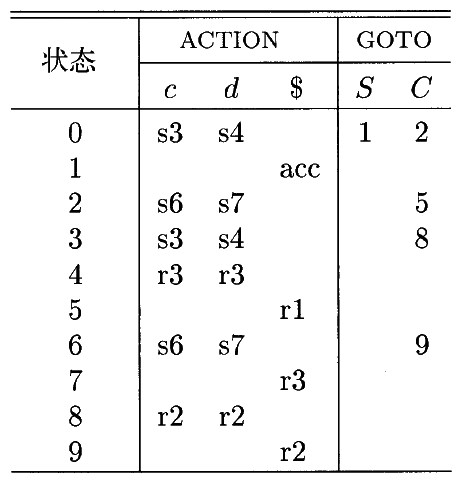 状态 ACTION GOTO
c d $ S C
0 s3 s4 1 2
1 acc
2 s6 s7 5
3 s3 s4 8
4 r3 r3
5 r1
6 s6 s7 9
7 r3
8 r2 r2
9 r2